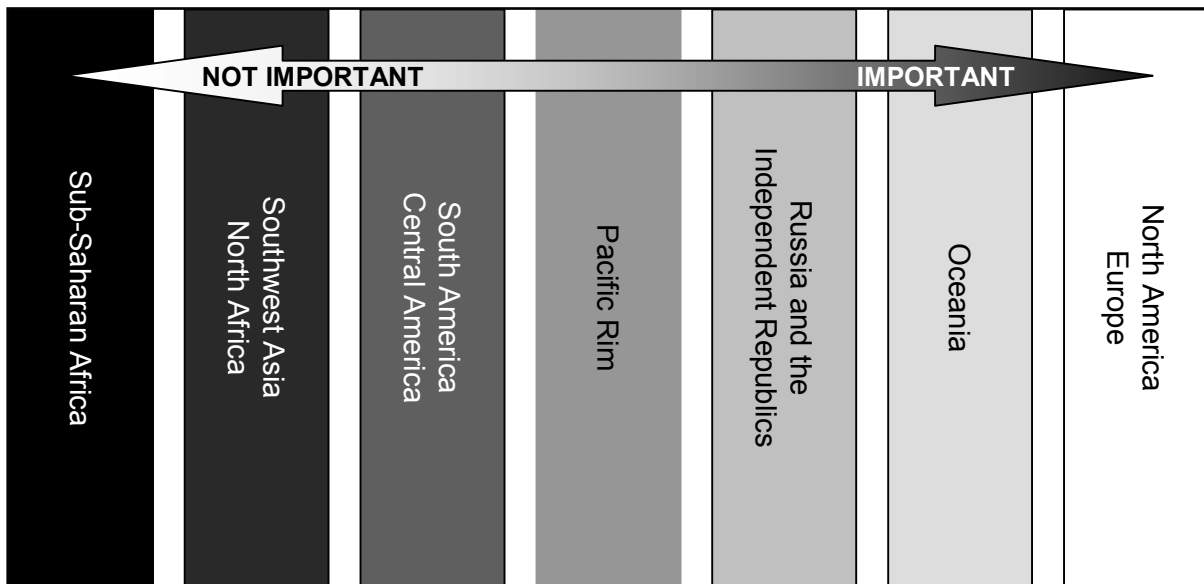 NOT IMPORTANT
IMPORTANT
Sub-Saharan Africa
Southwest Asia
North Africa
South America
Central America
Pacific Rim
Russia and the
Independent Republics
Oceania
North America
Europe